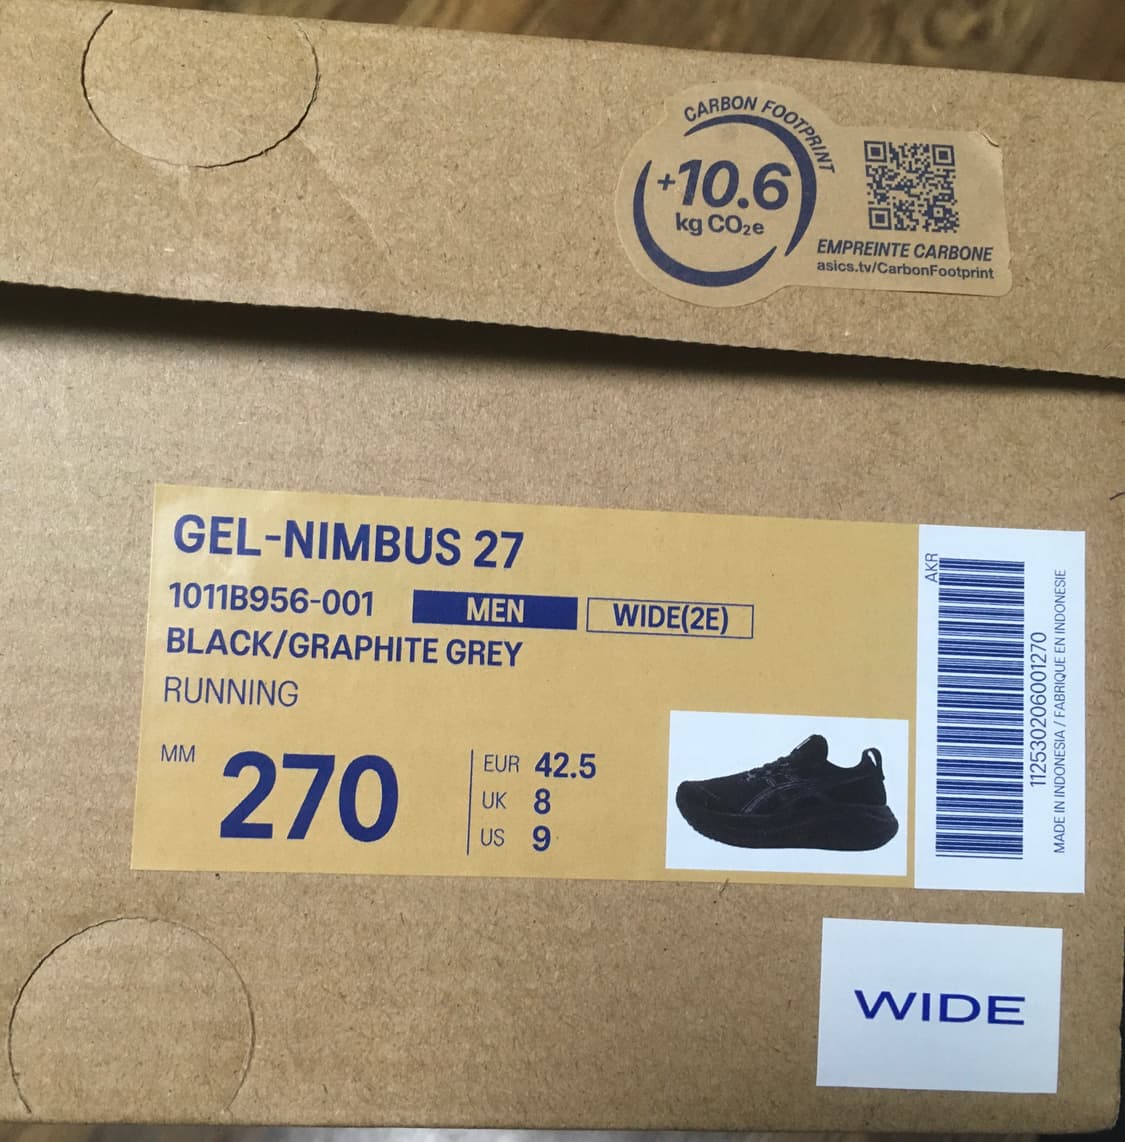 CARBON FOOTPRINT
+10.6
kg CO₂e
EMPREINTE CARBONE
asics.tv/CarbonFootprint
GEL-NIMBUS 27
1011B956-001 MEN WIDE(2E)
BLACK/GRAPHITE GREY
RUNNING
MM 270
EUR 42.5
UK 8
US 9
AKR
112530206001270
MADE IN INDONESIA / FABRIQUE EN INDONESIE
WIDE